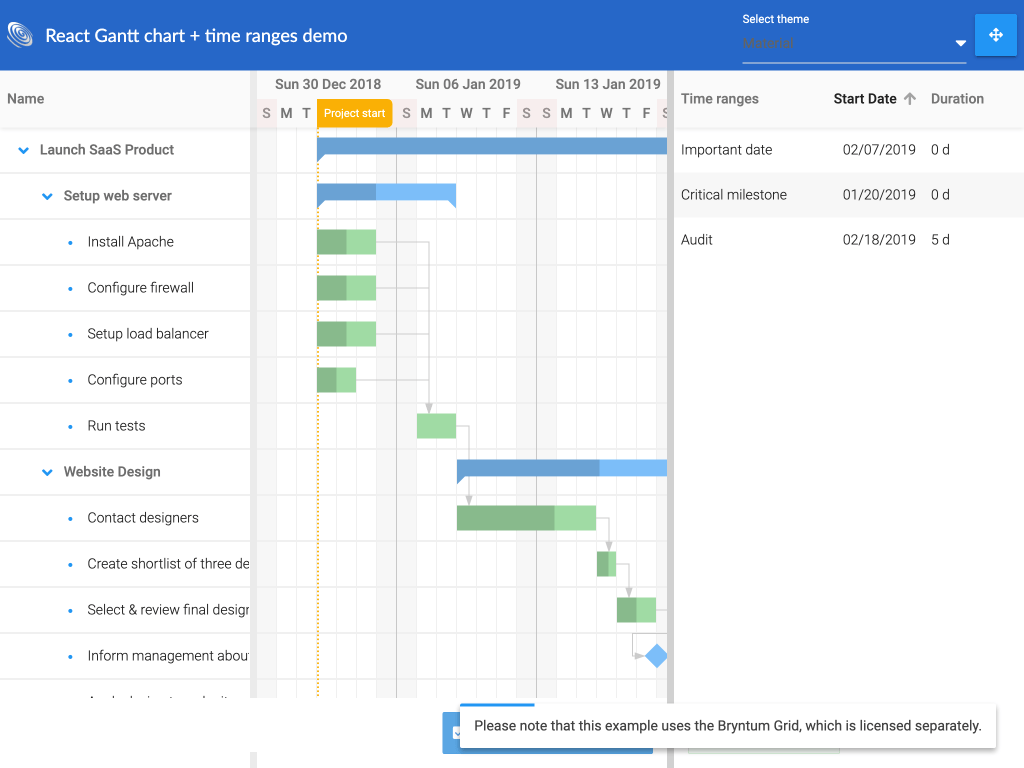 React Gantt chart + time ranges demo
Select theme
Material
Name
Sun 30 Dec 2018
Sun 06 Jan 2019
Sun 13 Jan 2019
S M T
Project start
S M T W T F S
S M T W T F S
Time ranges
Start Date
Duration
Launch SaaS Product
Setup web server
Install Apache
Configure firewall
Setup load balancer
Configure ports
Run tests
Website Design
Contact designers
Create shortlist of three de
Select & review final design
Inform management about
Important date 02/07/2019 0 d
Critical milestone 01/20/2019 0 d
Audit 02/18/2019 5 d
Please note that this example uses the Bryntum Grid, which is licensed separately.